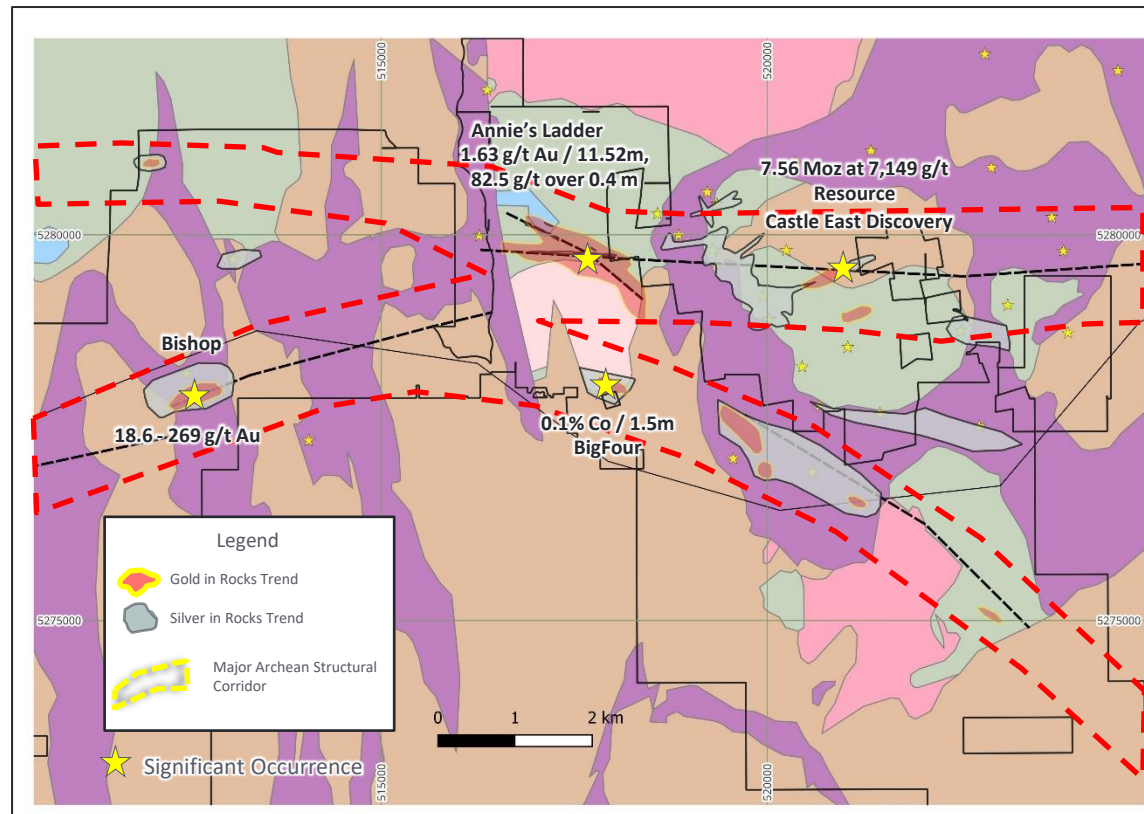 515000
520000
Annie's Ladder
1.63 g/t Au / 11.52m,
82.5 g/t over 0.4 m
7.56 Moz at 7,149 g/t
Resource
Castle East Discovery
5280000
5280000
Bishop
18.6 - 269 g/t Au
0.1% Co / 1.5m
BigFour
Legend
Gold in Rocks Trend
Silver in Rocks Trend
Major Archean Structural
Corridor
Significant Occurrence
5275000
5275000
0 1 2 km
515000
520000